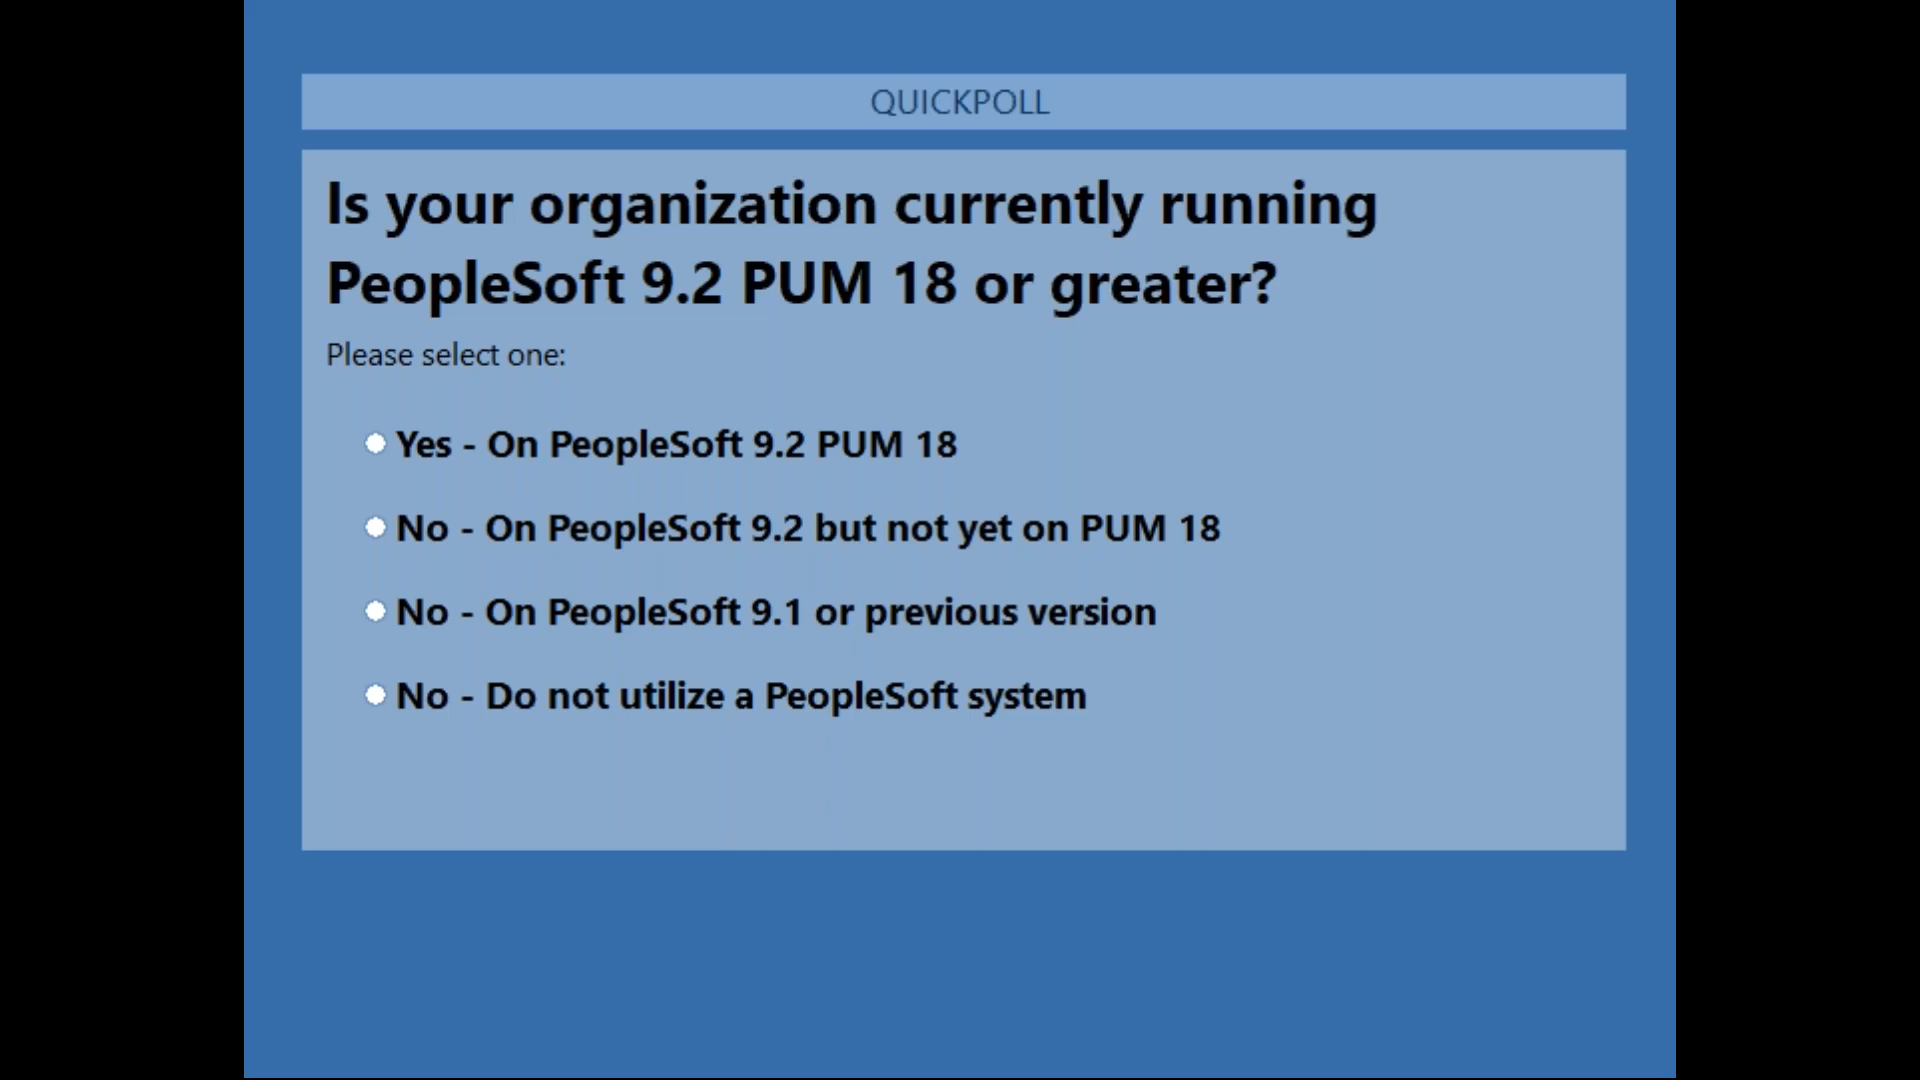 QUICKPOLL
Is your organization currently running
PeopleSoft 9.2 PUM 18 or greater?
Please select one:
Yes - On PeopleSoft 9.2 PUM 18
No - On PeopleSoft 9.2 but not yet on PUM 18
No - On PeopleSoft 9.1 or previous version
No - Do not utilize a PeopleSoft system